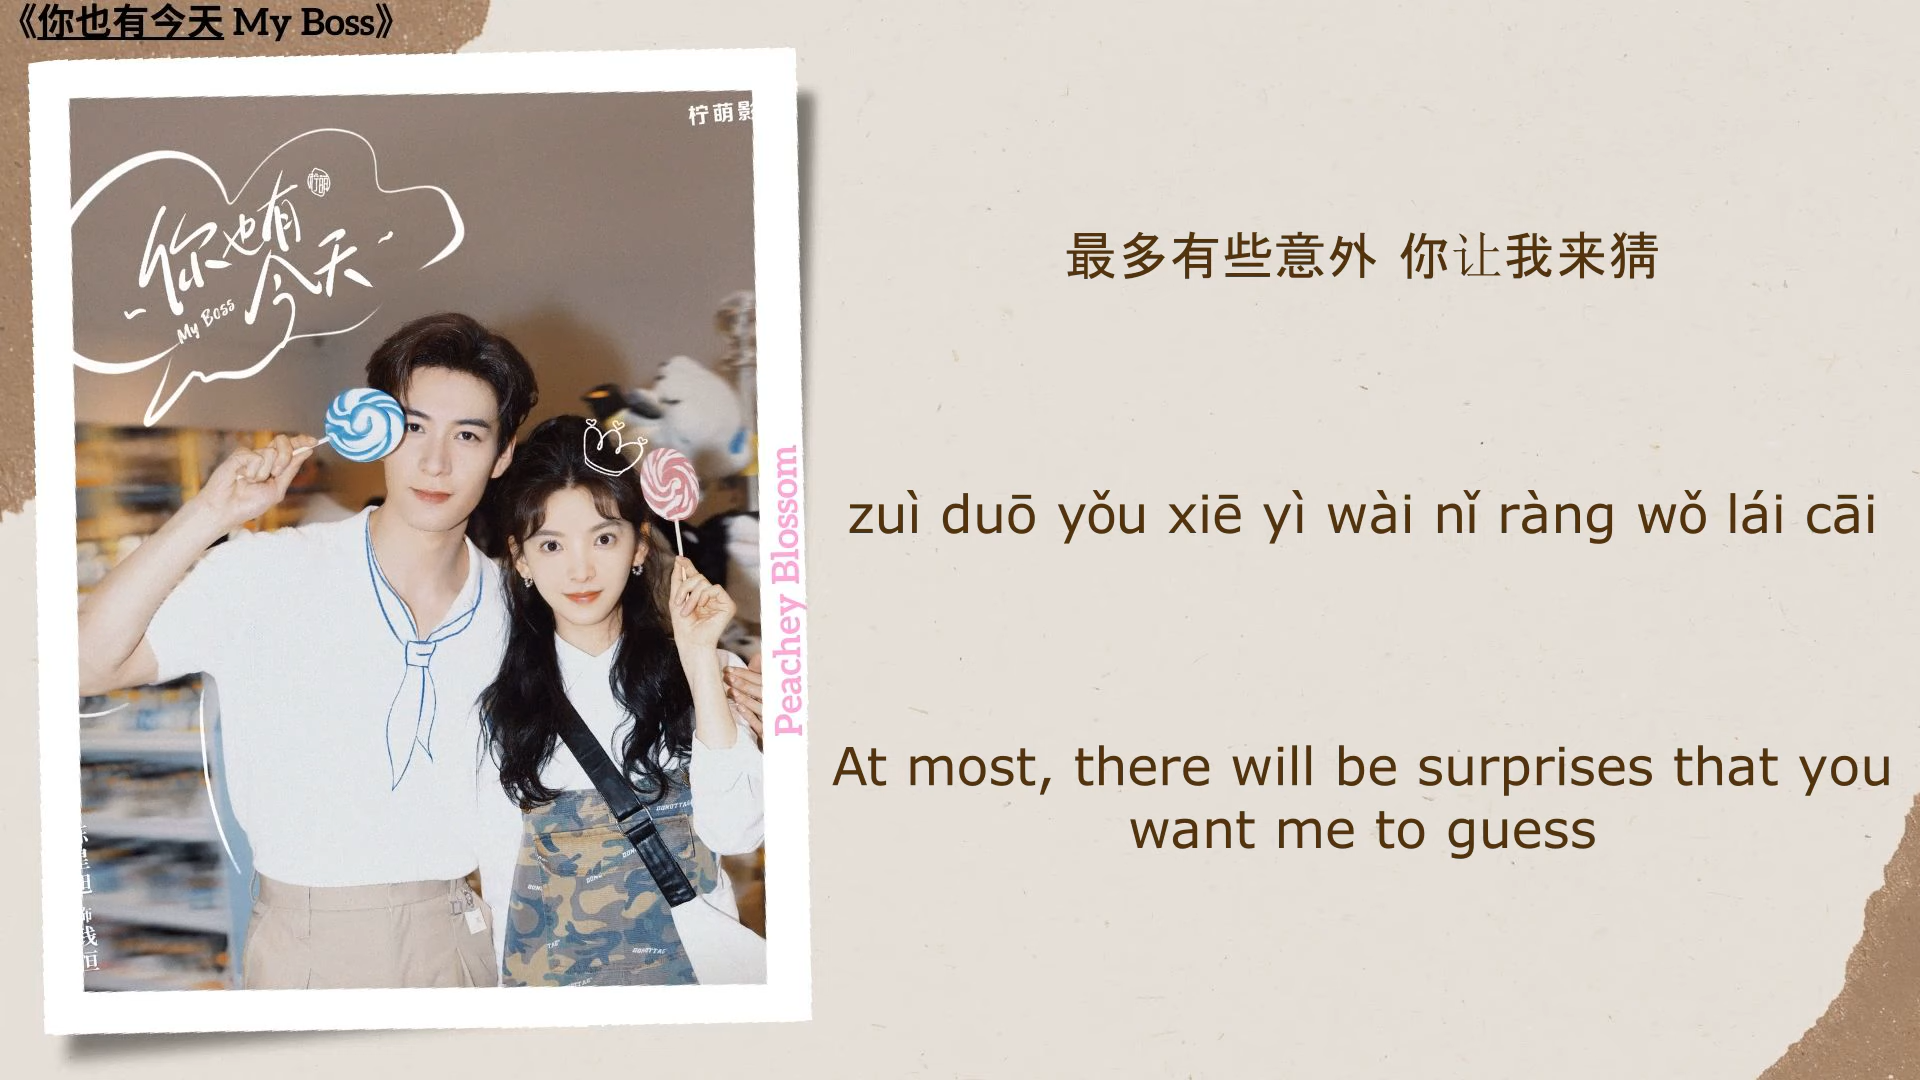 《你也有今天 My Boss》
柠萌影
你也有
今天
My Boss
最多有些意外 你让我来猜
zuì duō yǒu xiē yì wài nǐ ràng wǒ lái cāi
Peachey Blossom
At most, there will be surprises that you
want me to guess
DONOTTAG